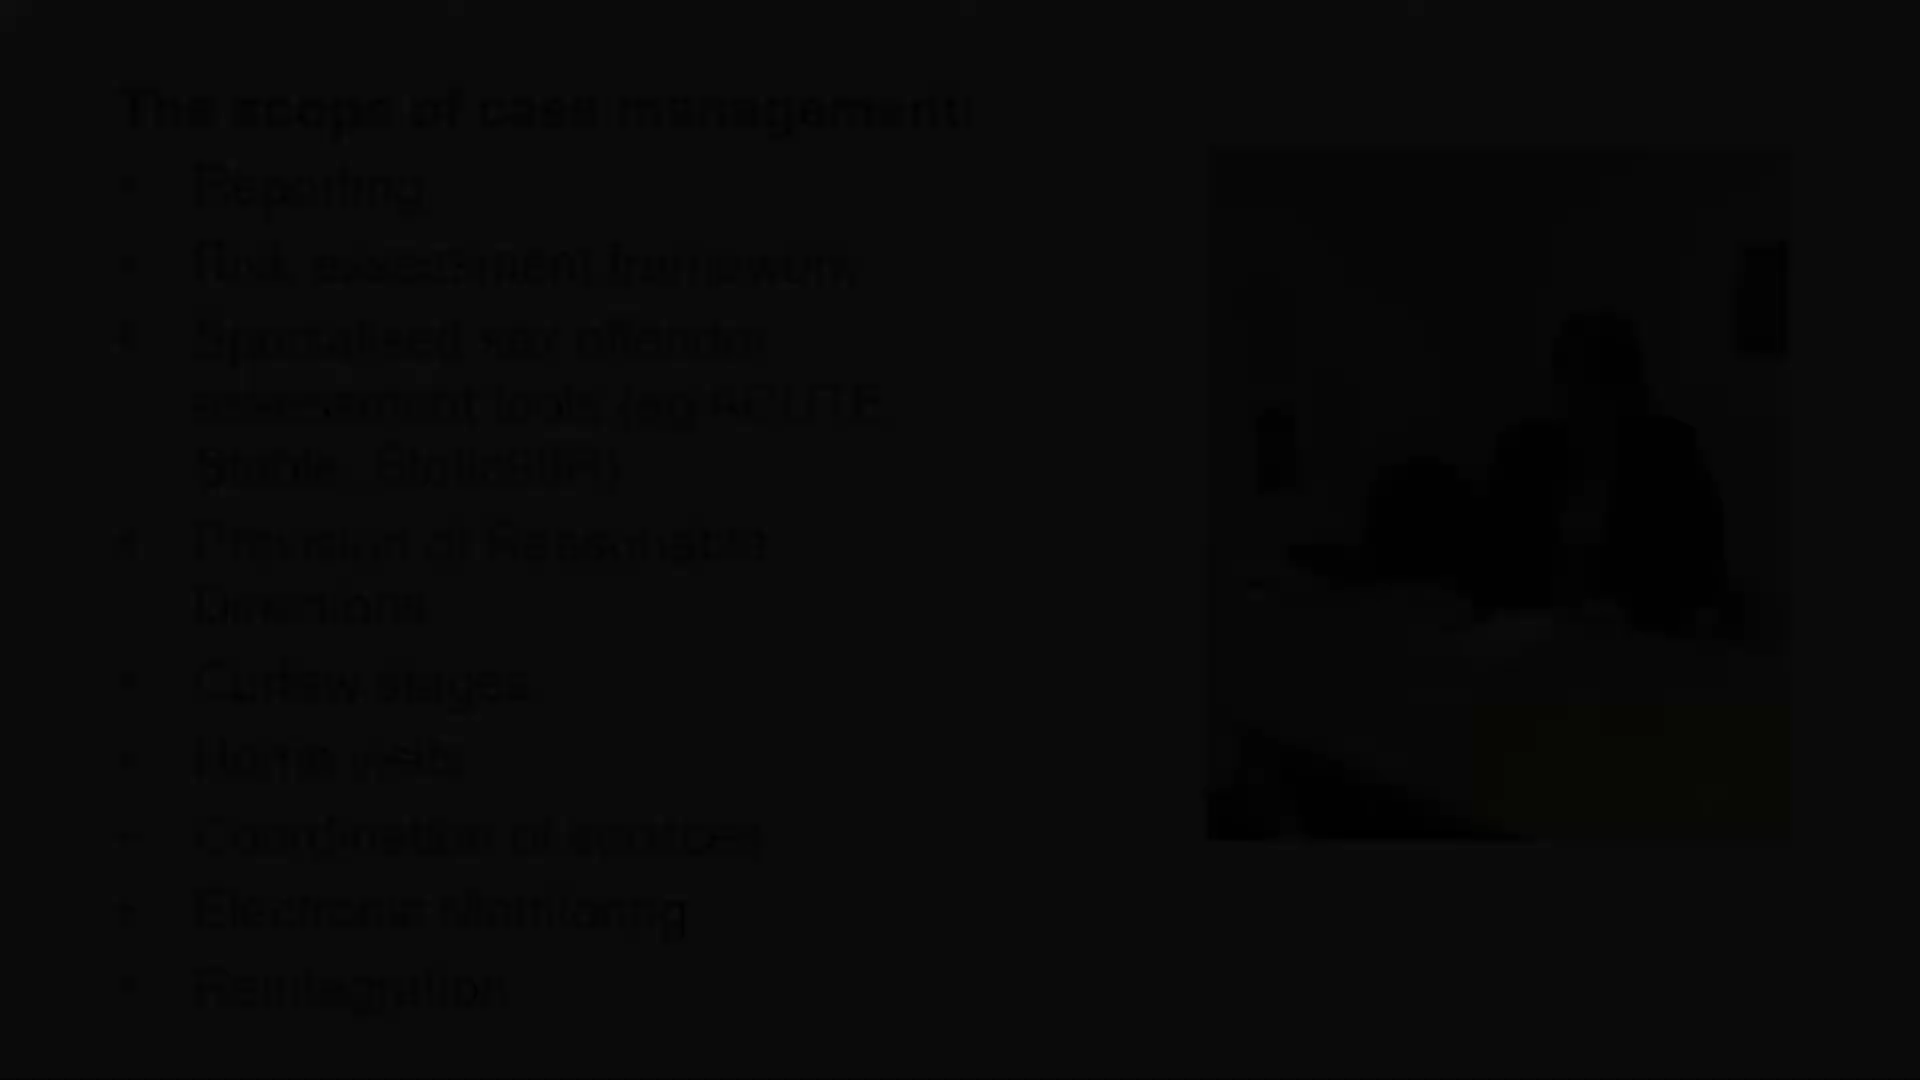 The scope of case management:
• Reporting
• Risk assessment framework
• Specialised sex offender
assessment tools (eg ACUTE,
Stable,
• Provision of Reasonable
Directions
• Curfew stages
• Home visits
• Coordination of services
• Electronic Monitoring
• Reintegration